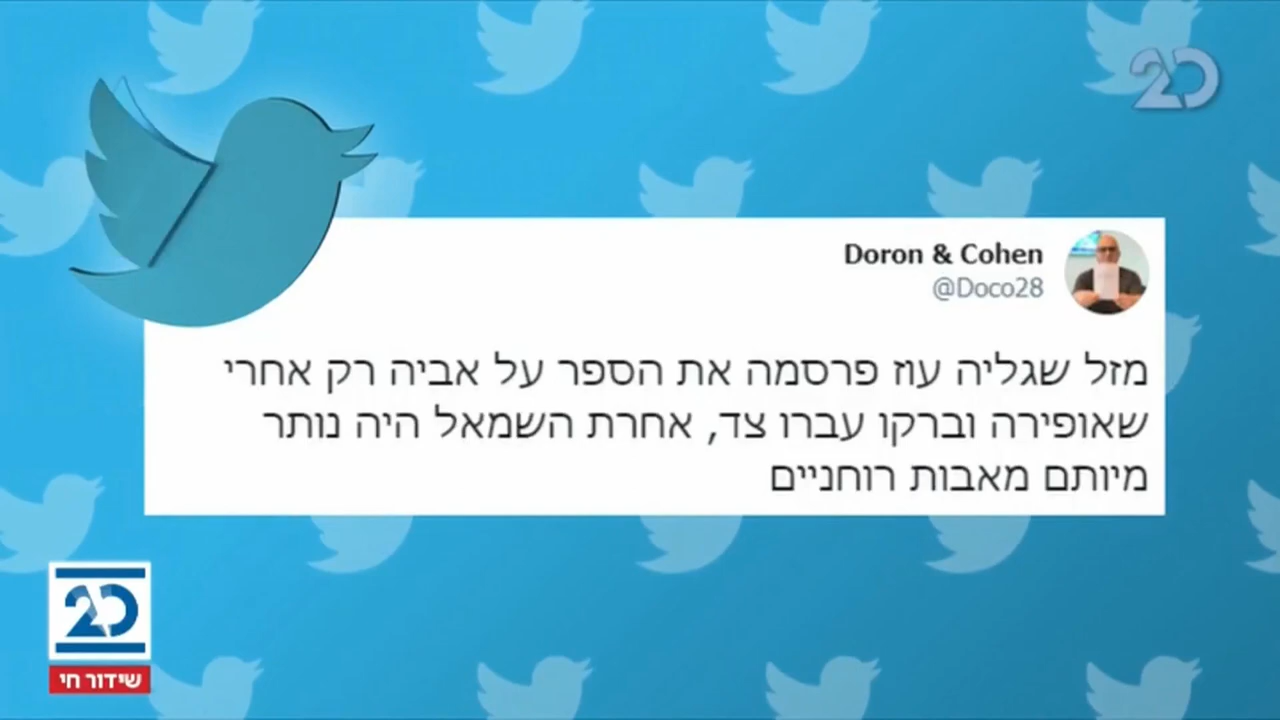 20
Doron & Cohen
@Doco28
מזל שגליה עוז פרסמה את הספר על אביה רק אחרי
שאופירה וברקו עברו צד, אחרת השמאל היה נותר
מיותם מאבות רוחניים
20
שידור חי